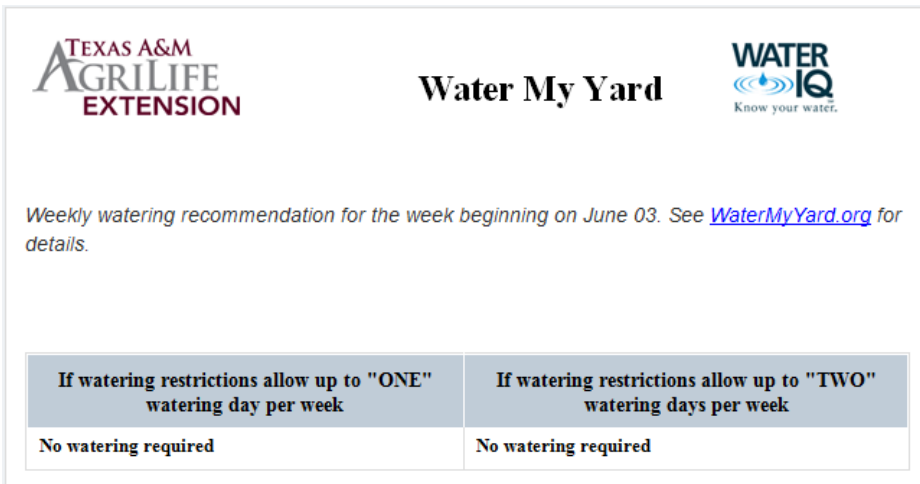 TEXAS A&M
AGRILIFE
EXTENSION
Water My Yard
WATER
IQ
Know your water.
Weekly watering recommendation for the week beginning on June 03. See WaterMyYard.org for
details.
If watering restrictions allow up to "ONE"
watering day per week
If watering restrictions allow up to "TWO"
watering days per week
No watering required
No watering required